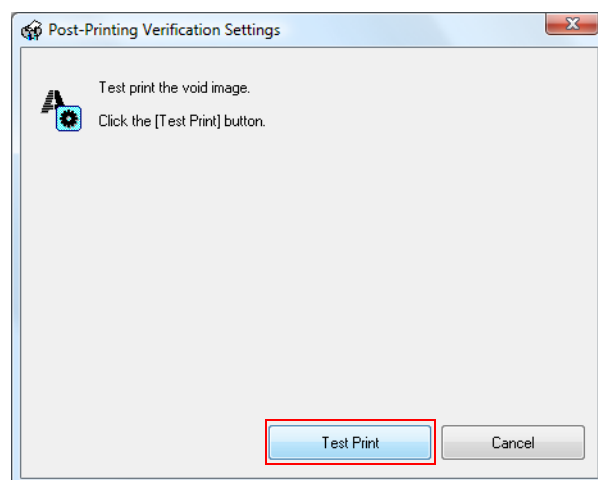 Post-Printing Verification Settings
Test print the void image.
Click the [Test Print] button.
Test Print
Cancel